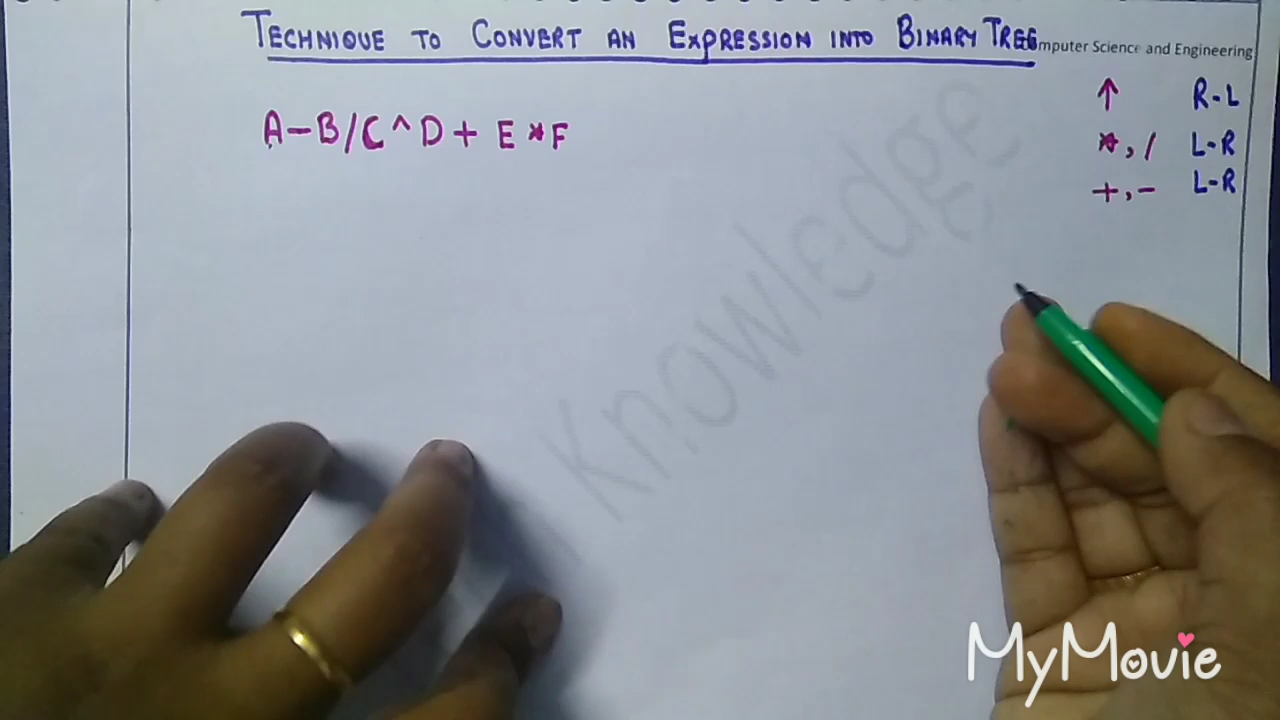 TECHNIQUE TO CONVERT AN EXPRESSION INTO BINARY TREE
Computer Science and Engineering
A-B/C^D+E*F
↑ R-L
*,/ L-R
+,- L-R
Knowledge
MyMovie